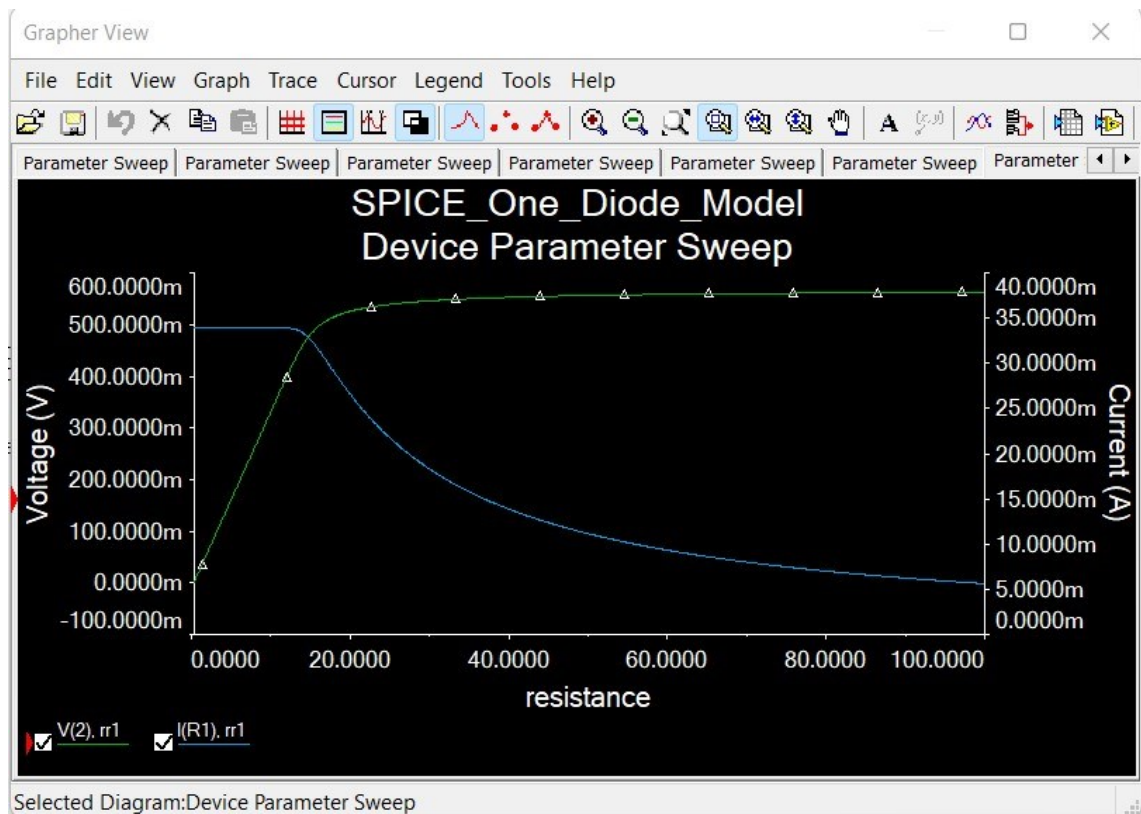 Grapher View
File Edit View Graph Trace Cursor Legend Tools Help
A (x,y)
Parameter Sweep Parameter Sweep Parameter Sweep Parameter Sweep Parameter Sweep Parameter Sweep Parameter
SPICE_One_Diode_Model
Device Parameter Sweep
Voltage (V)
600.0000m
500.0000m
400.0000m
300.0000m
200.0000m
100.0000m
0.0000m
-100.0000m
40.0000m
35.0000m
30.0000m
25.0000m
20.0000m
15.0000m
10.0000m
5.0000m
0.0000m
Current (A)
0.0000 20.0000 40.0000 60.0000 80.0000 100.0000
resistance
V(2), rr1 I(R1), rr1
Selected Diagram:Device Parameter Sweep